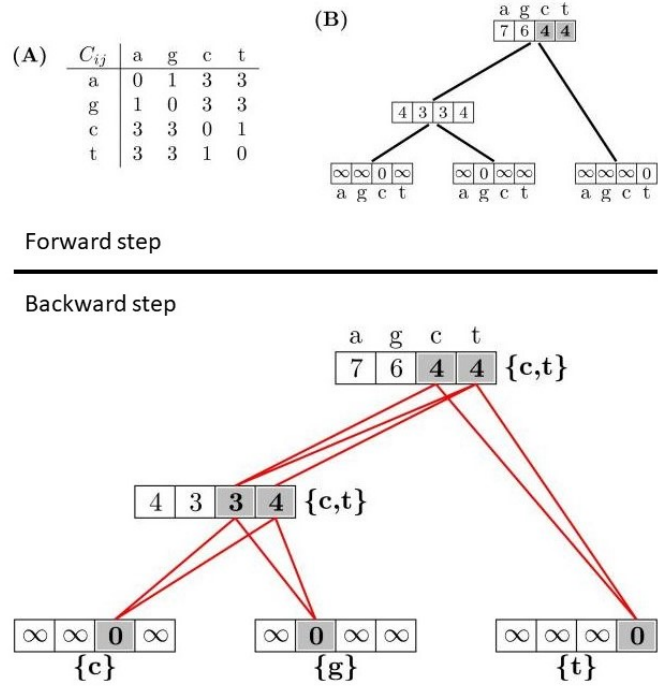 (A)
C_ij a g c t
a 0 1 3 3
g 1 0 3 3
c 3 3 0 1
t 3 3 1 0
(B)
a g c t
7 6 4 4
4 3 3 4
∞ ∞ 0 ∞ ∞ 0 ∞ ∞ ∞ ∞ ∞ 0
a g c t a g c t a g c t
Forward step
Backward step
a g c t
7 6 4 4 {c,t}
4 3 3 4 {c,t}
∞ ∞ 0 ∞ ∞ 0 ∞ ∞ ∞ ∞ ∞ 0
{c} {g} {t}